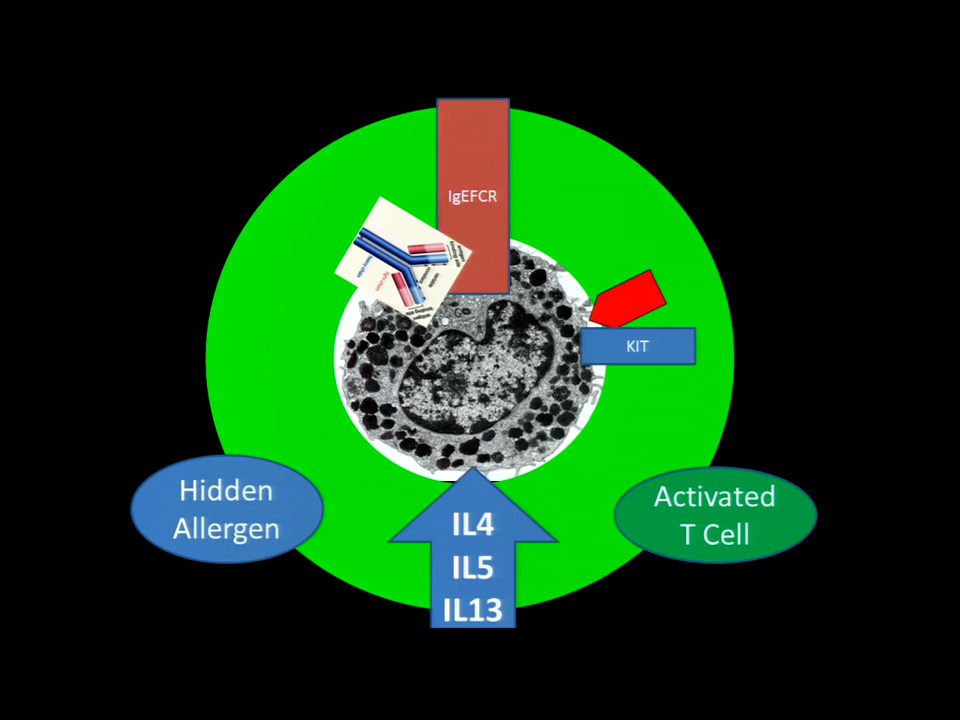 IgEFCR
KIT
Hidden
Allergen
Activated
T Cell
IL4
IL5
IL13